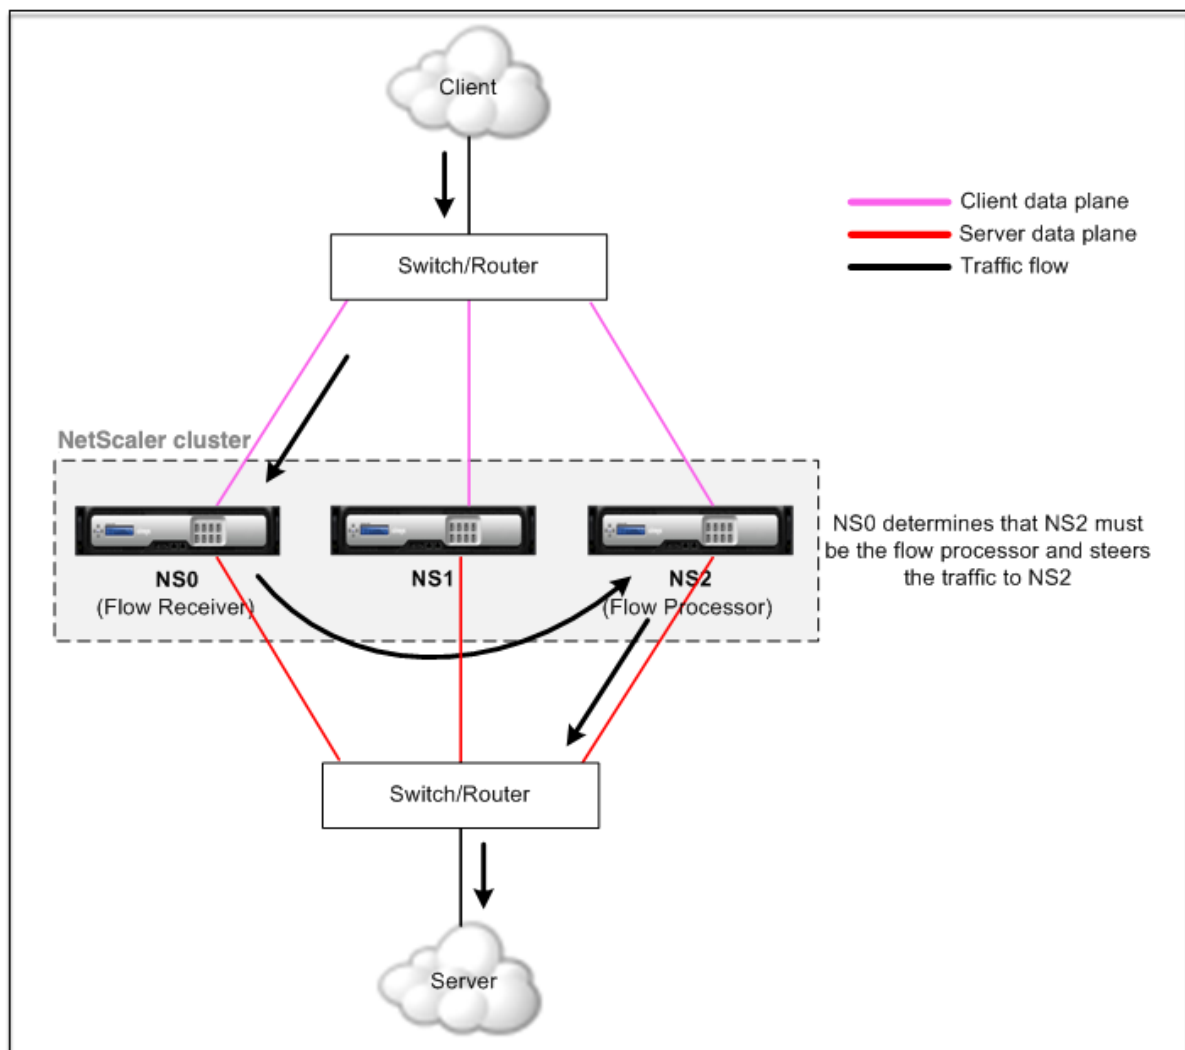 Client
Client data plane
Server data plane
Traffic flow
Switch/Router
NetScaler cluster
NS0 determines that NS2 must
be the flow processor and steers
the traffic to NS2
NS0
(Flow Receiver)
NS1
NS2
(Flow Processor)
Switch/Router
Server